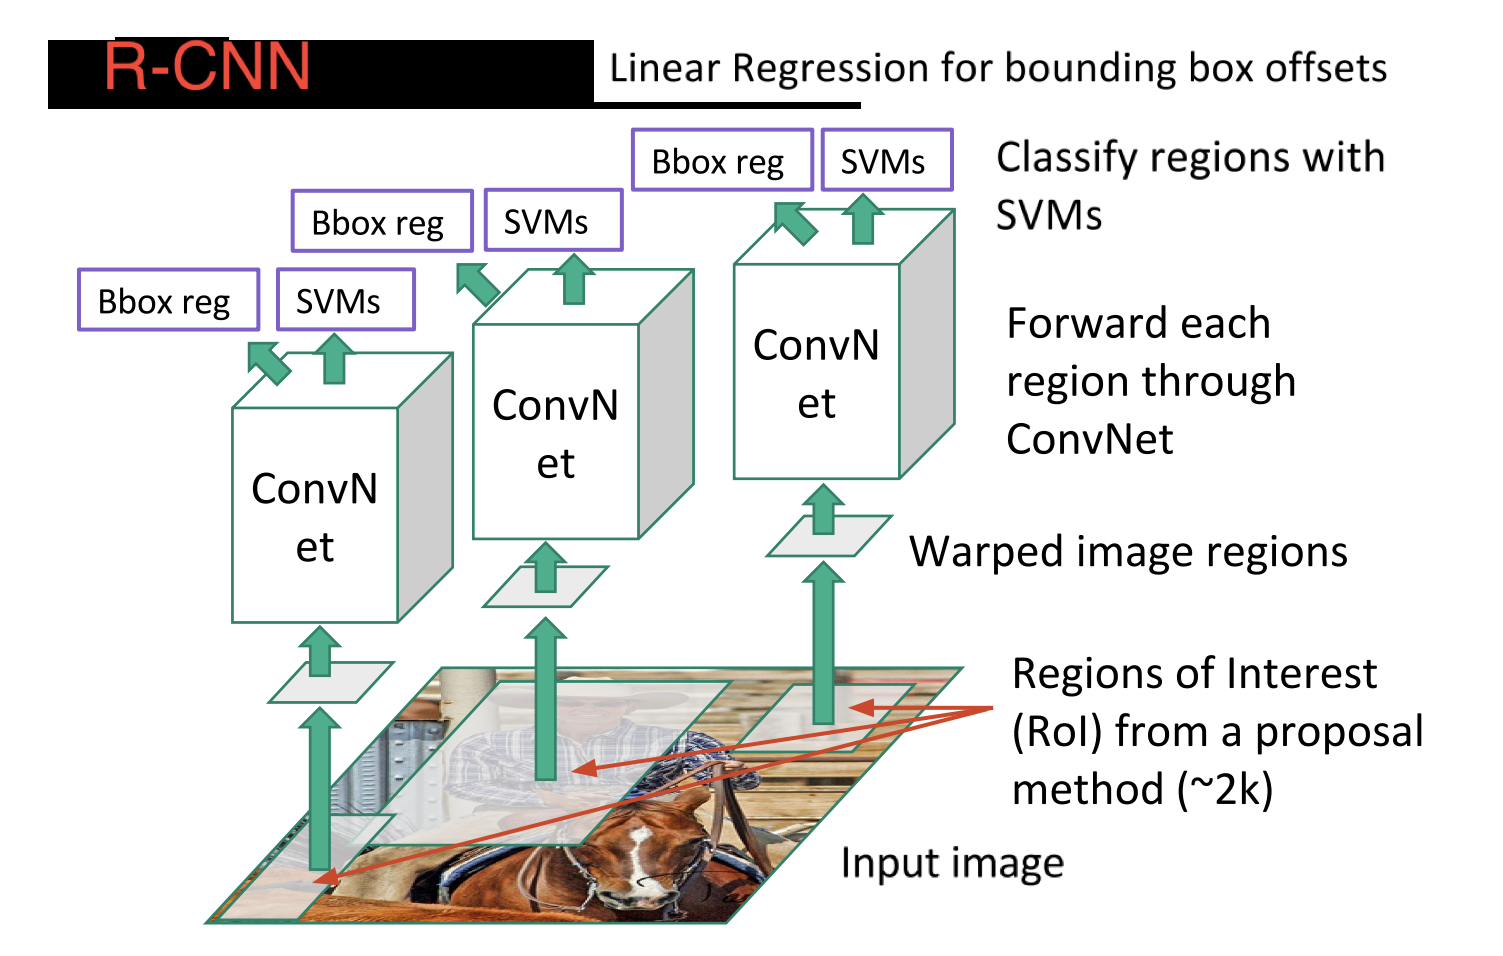 R-CNN
Linear Regression for bounding box offsets
Bbox reg
SVMs
Classify regions with
SVMs
Bbox reg
SVMs
Bbox reg
SVMs
ConvN
et
Forward each
region through
ConvNet
ConvN
et
ConvN
et
Warped image regions
Regions of Interest
(RoI) from a proposal
method (~2k)
Input image